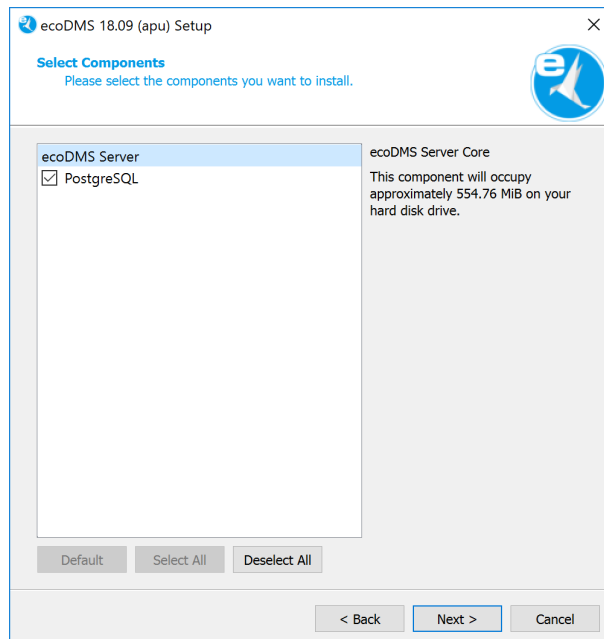 ecoDMS 18.09 (apu) Setup
Select Components
Please select the components you want to install.
e
ecoDMS Server
PostgreSQL
ecoDMS Server Core
This component will occupy
approximately 554.76 MiB on your
hard disk drive.
Default
Select All
Deselect All
< Back
Next >
Cancel